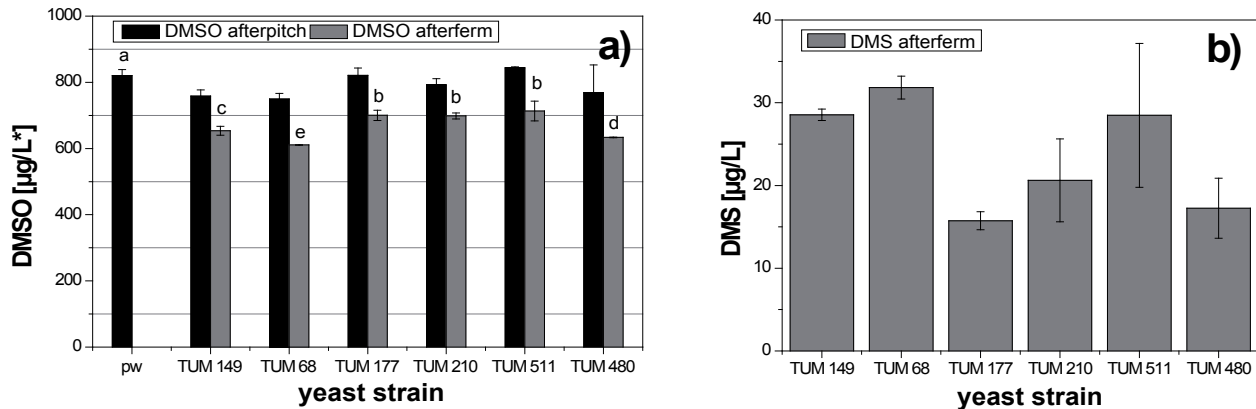 a)
DMSO afterpitch DMSO afterferm
1000
800
600
400
200
0
DMSO [µg/L*]
a
c
e
b
b
b
d
pw TUM 149 TUM 68 TUM 177 TUM 210 TUM 511 TUM 480
yeast strain
b)
DMS afterferm
40
30
20
10
0
DMS [µg/L]
TUM 149 TUM 68 TUM 177 TUM 210 TUM 511 TUM 480
yeast strain